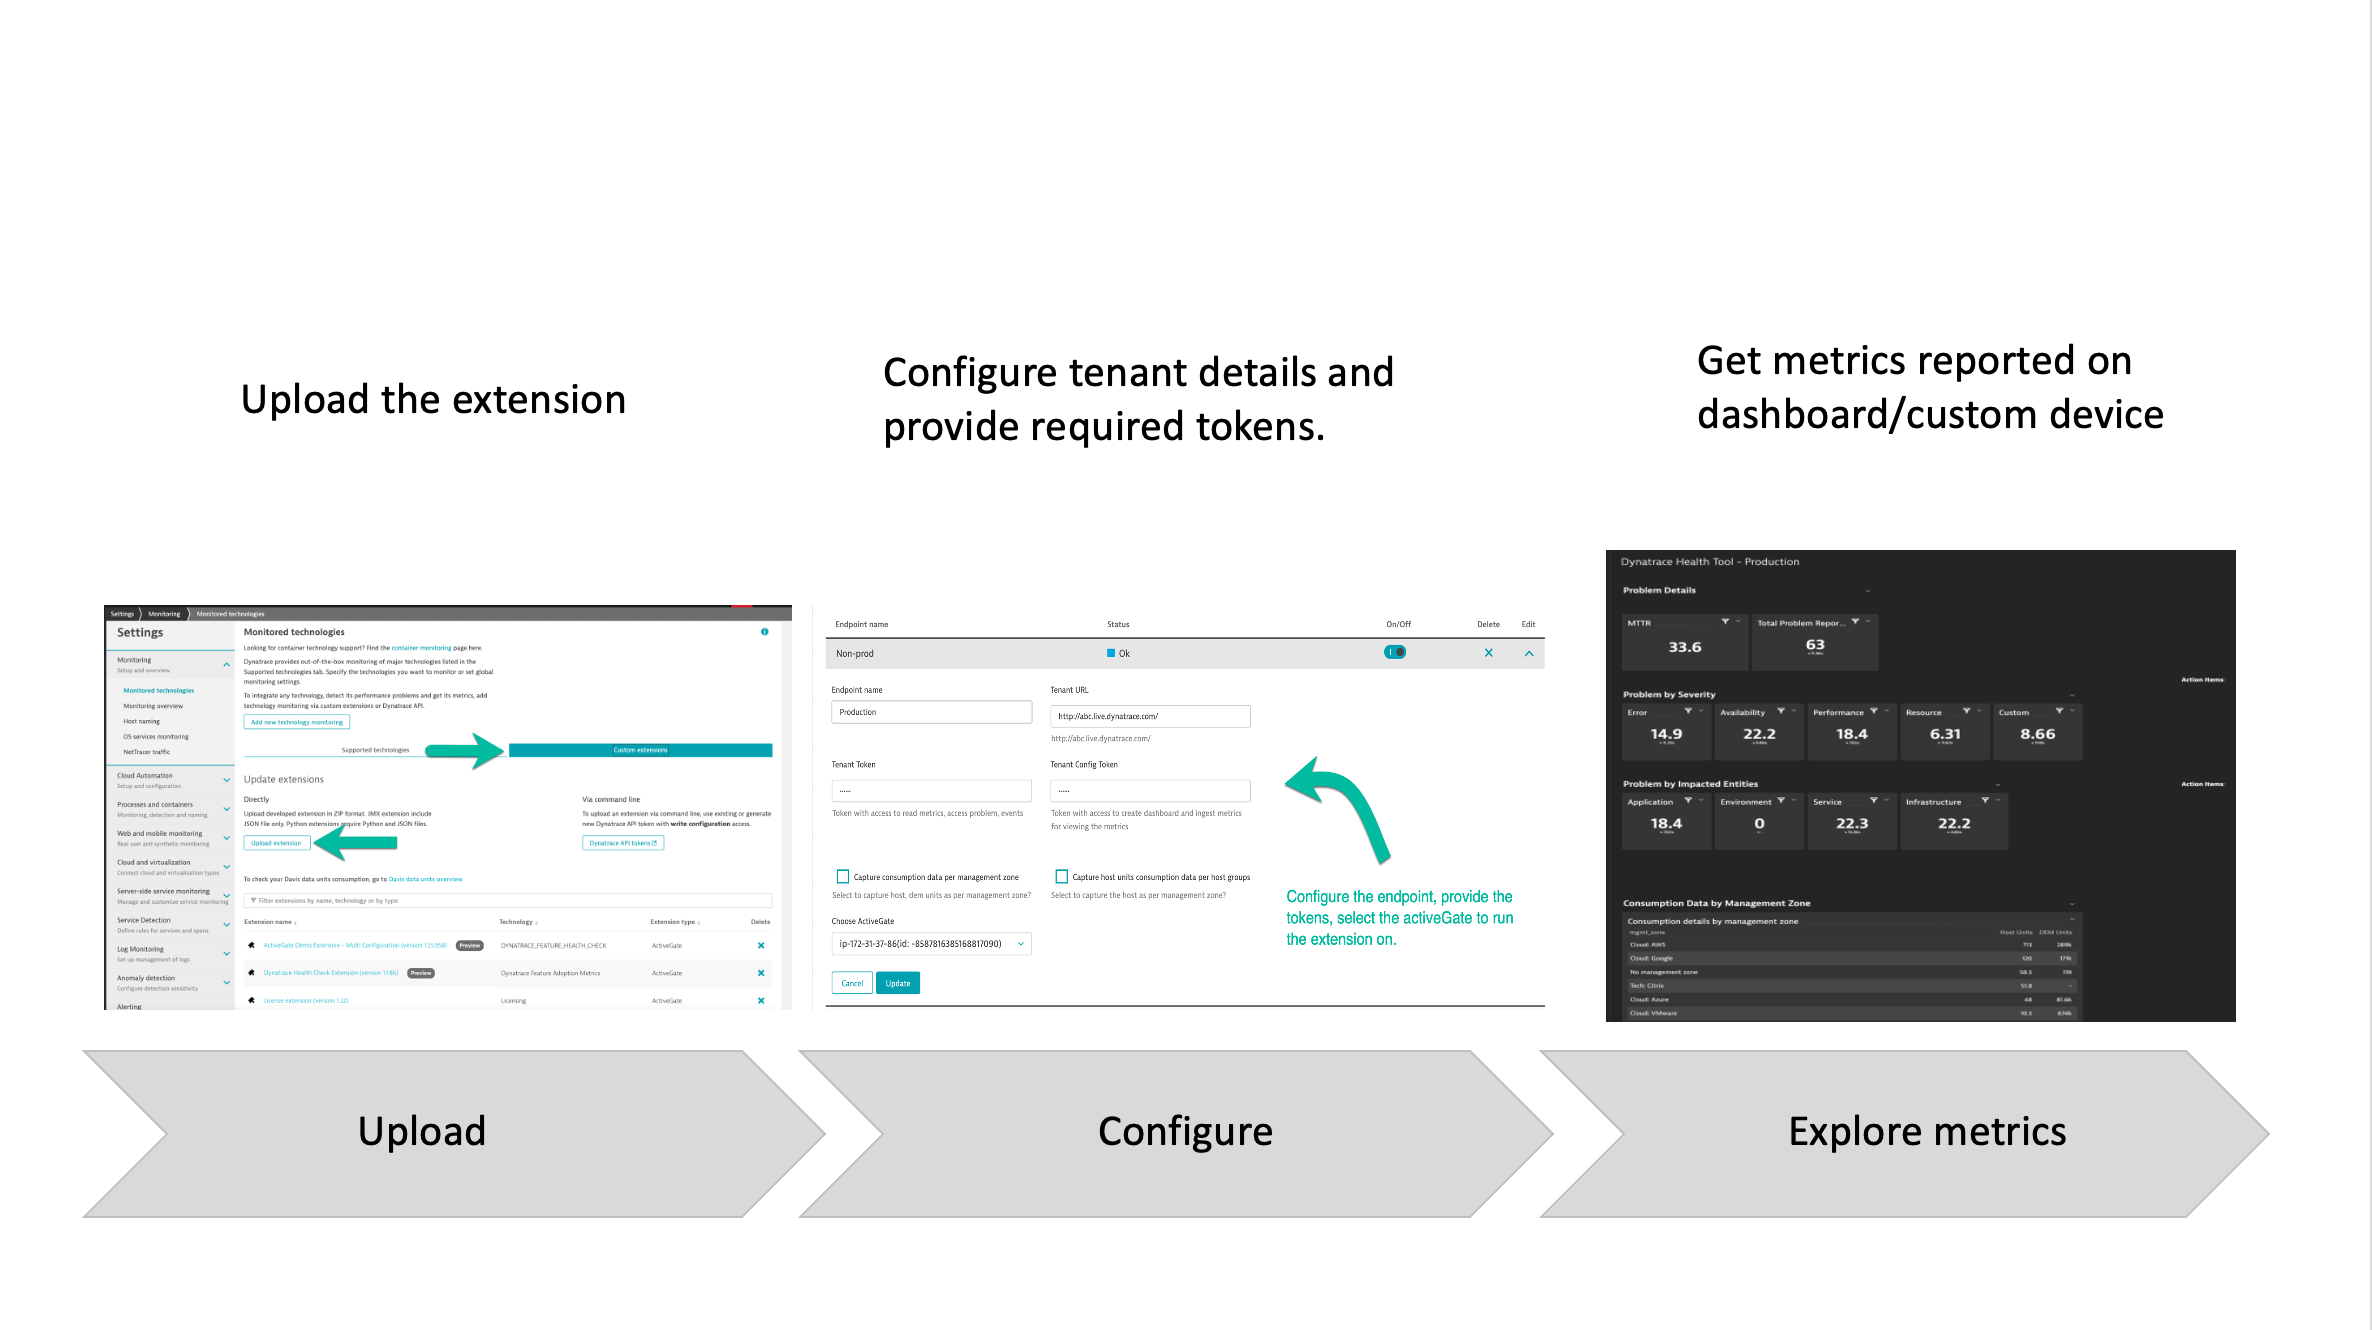 Upload the extension
Configure tenant details and
provide required tokens.
Get metrics reported on
dashboard/custom device
Settings Monitoring Monitored technologies
Settings
Monitoring
Setup and overview
Monitored technologies
Monitoring overview
Host naming
OS services monitoring
NetTracer traffic
Cloud Automation
Setup and configuration
Processes and containers
Monitoring, detection and naming
Web and mobile monitoring
Real user and synthetic monitoring
Cloud and virtualization
Connect cloud and virtualization types
Server-side service monitoring
Manage and customize service monitoring
Service Detection
Define rules for services and spans
Log Monitoring
Set up management of logs
Anomaly detection
Configure detection sensitivity
Alerting
Monitored technologies
Looking for container technology support? Find the container monitoring page here.
Dynatrace provides out-of-the-box monitoring of major technologies listed in the
Supported technologies tab. Specify the technologies you want to monitor or set global
monitoring settings.
To integrate any technology, detect its performance problems and get its metrics, add
technology monitoring via custom extensions or Dynatrace API.
Add new technology monitoring
Supported technologies Custom extensions
Update extensions
Directly
Upload developed extension in ZIP format. JMX extension include
JSON file only. Python extensions require Python and JSON files.
Upload extension
Via command line
To upload an extension via command line, use existing or generate
new Dynatrace API token with write configuration access.
Dynatrace API tokens
To check your Davis data units consumption, go to Davis data units overview
Filter extensions by name, technology or by type
Extension name Technology Extension type Delete
ActiveGate Demo Extension - Multi Configuration (version 1.25.958) Preview DYNATRACE_FEATURE_HEALTH_CHECK ActiveGate
Dynatrace Health Check Extension (version 1.1.86) Preview Dynatrace Feature Adoption Metrics ActiveGate
License extension (version 1.22) Licensing ActiveGate
Endpoint name Status On/Off Delete Edit
Non-prod Ok
Endpoint name
Production
Tenant URL
http://abc.live.dynatrace.com/
http://abc.live.dynatrace.com/
Tenant Token
.....
Token with access to read metrics, access problem, events
Tenant Config Token
.....
Token with access to create dashboard and ingest metrics
for viewing the metrics
Capture consumption data per management zone
Select to capture host, dem units as per management zone?
Capture host units consumption data per host groups
Select to capture the host as per management zone?
Choose ActiveGate
ip-172-31-37-86(id: -8587816385168817090)
Cancel Update
Configure the endpoint, provide the
tokens, select the activeGate to run
the extension on.
Dynatrace Health Tool - Production
Problem Details
MTTR Total Problem Repor...
33.6 63
Action Items:
Problem by Severity
Error Availability Performance Resource Custom
14.9 22.2 18.4 6.31 8.66
Problem by Impacted Entities
Action Items:
Application Environment Service Infrastructure
18.4 0 22.3 22.2
Consumption Data by Management Zone
Consumption details by management zone
mgmt_zone Host Units DEM Units
Cloud: AWS 713 289k
Cloud: Google 120 171k
No management zone 58.5 119
Tech: Citrix 51.8 -
Cloud: Azure 48 81.6k
Cloud: VMware 10.5 674k
Upload
Configure
Explore metrics